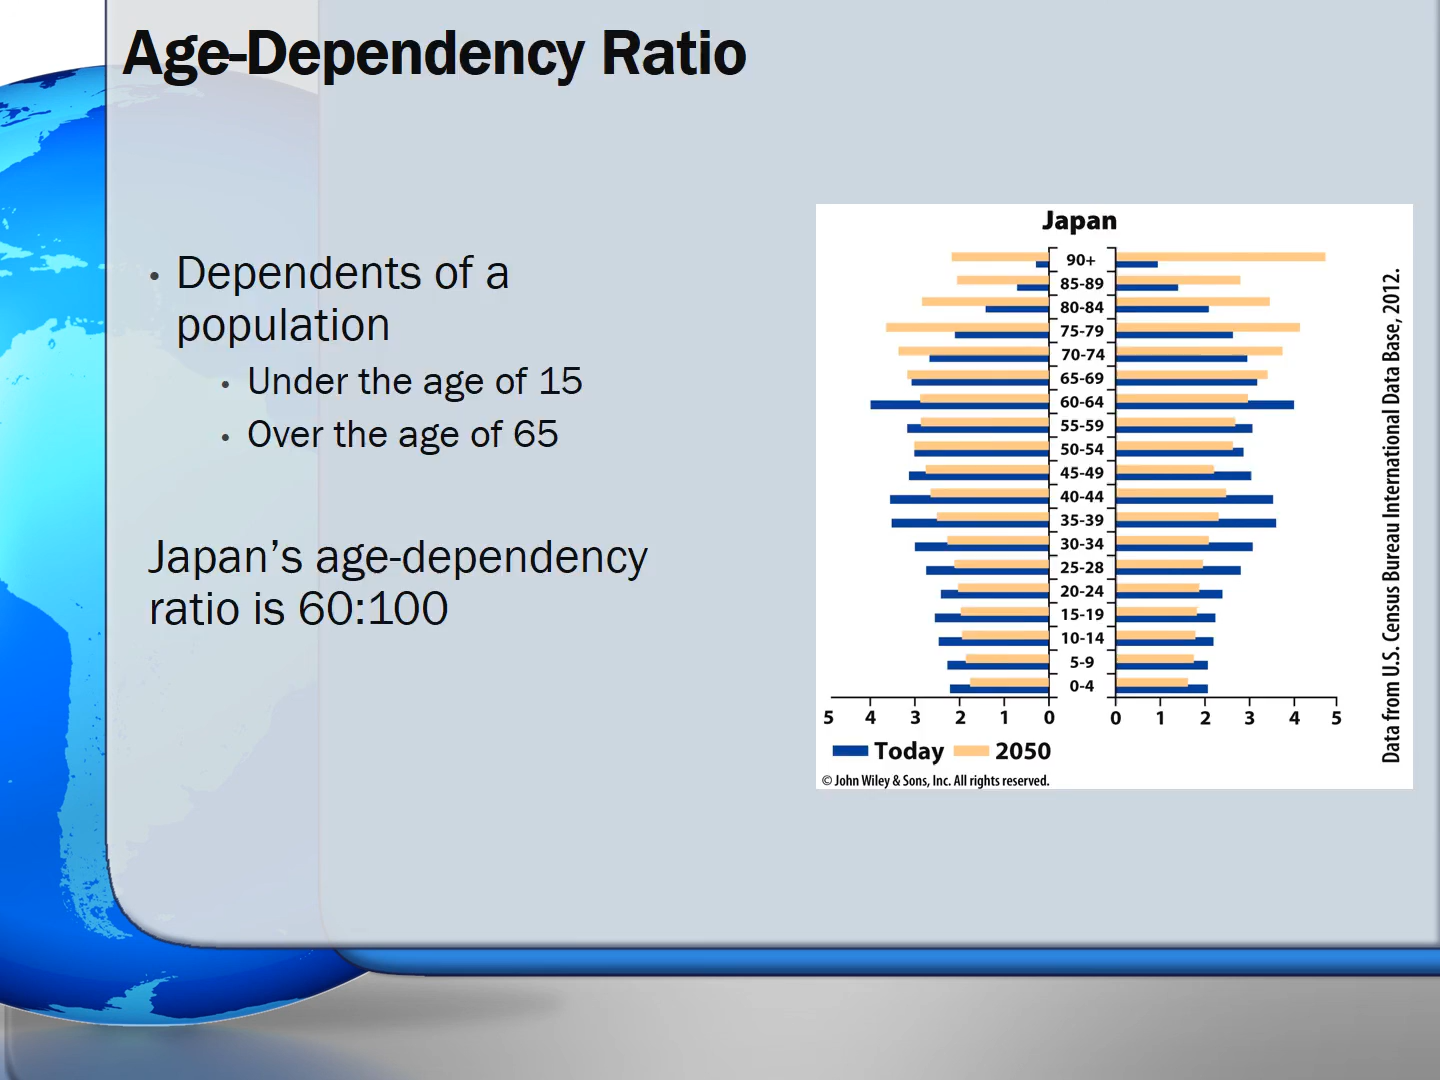 Age-Dependency Ratio
• Dependents of a
population
• Under the age of 15
• Over the age of 65
Japan's age-dependency
ratio is 60:100
Japan
90+
85-89
80-84
75-79
70-74
65-69
60-64
55-59
50-54
45-49
40-44
35-39
30-34
25-28
20-24
15-19
10-14
5-9
0-4
5 4 3 2 1 0 0 1 2 3 4 5
Today 2050
© John Wiley & Sons, Inc. All rights reserved.
Data from U.S. Census Bureau International Data Base, 2012.